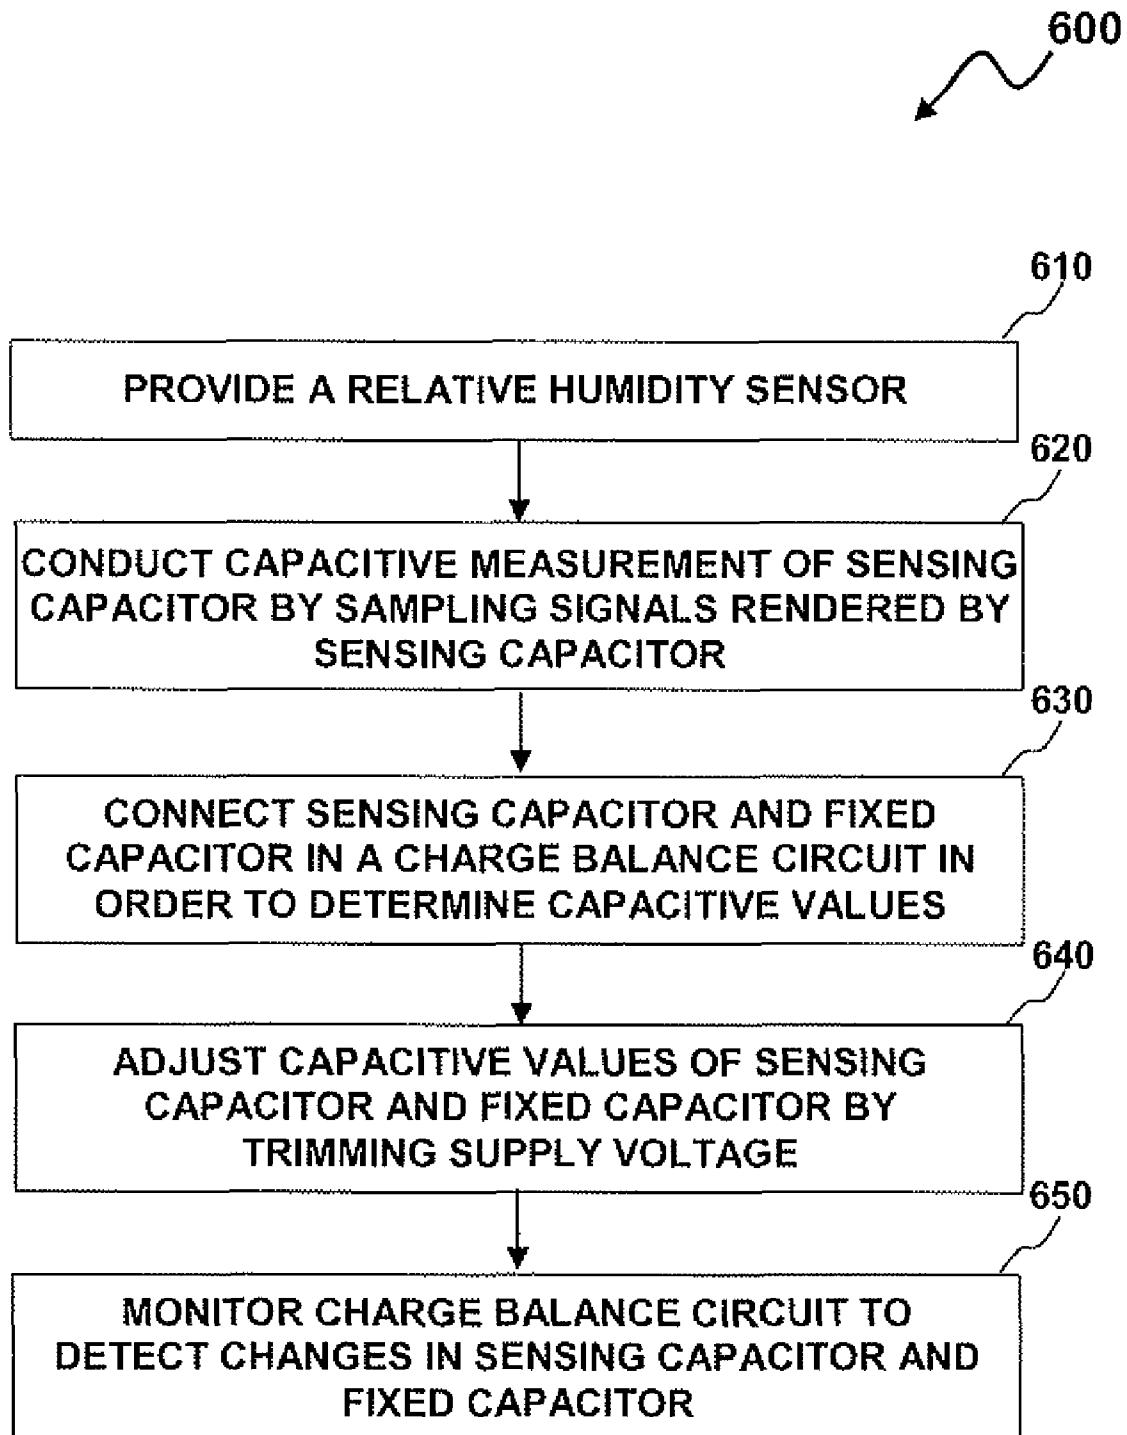 600
610
PROVIDE A RELATIVE HUMIDITY SENSOR
620
CONDUCT CAPACITIVE MEASUREMENT OF SENSING
CAPACITOR BY SAMPLING SIGNALS RENDERED BY
SENSING CAPACITOR
630
CONNECT SENSING CAPACITOR AND FIXED
CAPACITOR IN A CHARGE BALANCE CIRCUIT IN
ORDER TO DETERMINE CAPACITIVE VALUES
640
ADJUST CAPACITIVE VALUES OF SENSING
CAPACITOR AND FIXED CAPACITOR BY
TRIMMING SUPPLY VOLTAGE
650
MONITOR CHARGE BALANCE CIRCUIT TO
DETECT CHANGES IN SENSING CAPACITOR AND
FIXED CAPACITOR